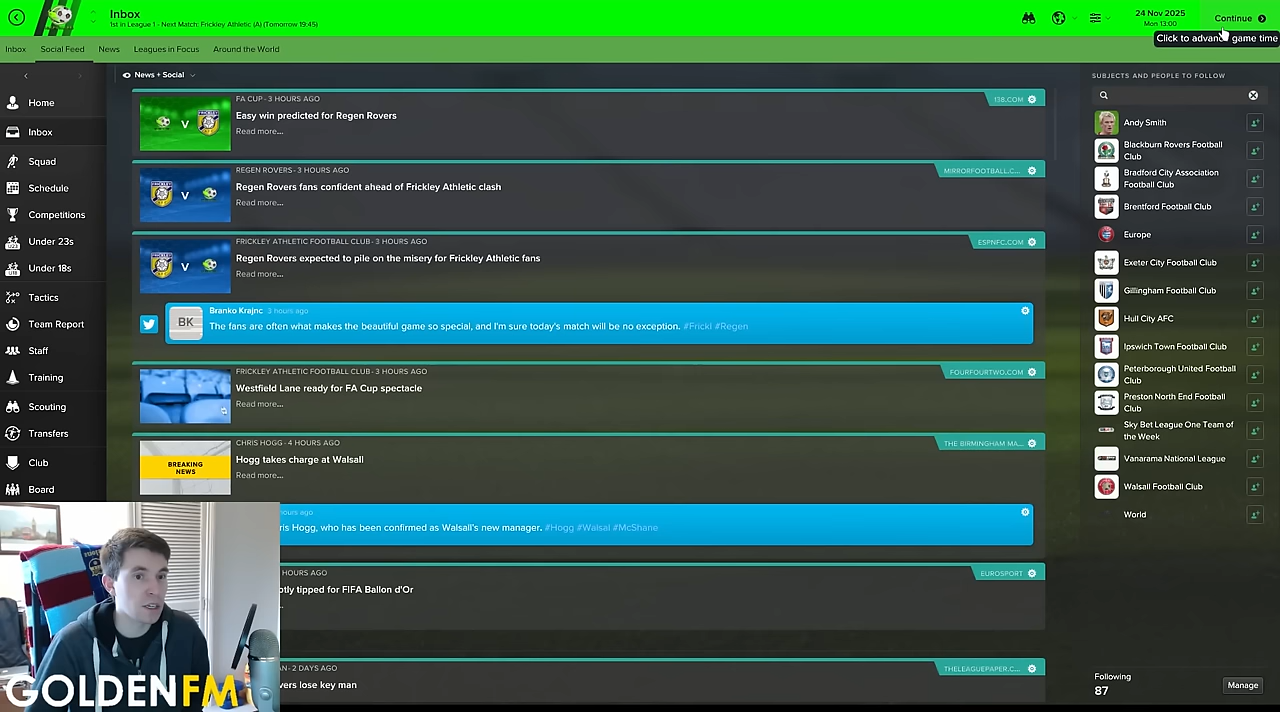 Inbox
1st in League 1 - Next Match: Frickley Athletic (A) (Tomorrow 19:45)
24 Nov 2025
Mon 13:00
Continue
Click to advance game time
Inbox
Social Feed
News
Leagues in Focus
Around the World
News + Social
Home
Inbox
Squad
Schedule
Competitions
Under 23s
Under 18s
Tactics
Team Report
Staff
Training
Scouting
Transfers
Club
Board
FA CUP - 3 HOURS AGO
138.COM
Easy win predicted for Regen Rovers
Read more...
V
REGEN ROVERS - 3 HOURS AGO
MIRRORFOOTBALL.C...
Regen Rovers fans confident ahead of Frickley Athletic clash
Read more...
V
FRICKLEY ATHLETIC FOOTBALL CLUB - 3 HOURS AGO
ESPNFC.COM
Regen Rovers expected to pile on the misery for Frickley Athletic fans
Read more...
V
BK
Branko Krajnc 3 hours ago
The fans are often what makes the beautiful game so special, and I'm sure today's match will be no exception. #Frickl #Regen
FRICKLEY ATHLETIC FOOTBALL CLUB - 3 HOURS AGO
FOURFOURTWO.COM
Westfield Lane ready for FA Cup spectacle
Read more...
CHRIS HOGG - 4 HOURS AGO
THE BIRMINGHAM MA...
Hogg takes charge at Walsall
Read more...
BREAKING
NEWS
ours ago
ris Hogg, who has been confirmed as Walsall's new manager. #Hogg #Walsal #McShane
HOURS AGO
EUROSPORT
tly tipped for FIFA Ballon d'Or
AN - 2 DAYS AGO
THELEAGUEPAPER.C...
vers lose key man
SUBJECTS AND PEOPLE TO FOLLOW
Andy Smith
Blackburn Rovers Football
Club
Bradford City Association
Football Club
Brentford Football Club
Europe
Exeter City Football Club
Gillingham Football Club
Hull City AFC
Ipswich Town Football Club
Peterborough United Football
Club
Preston North End Football
Club
Sky Bet League One Team of
the Week
Vanarama National League
Walsall Football Club
World
Following
87
Manage
GOLDENFM